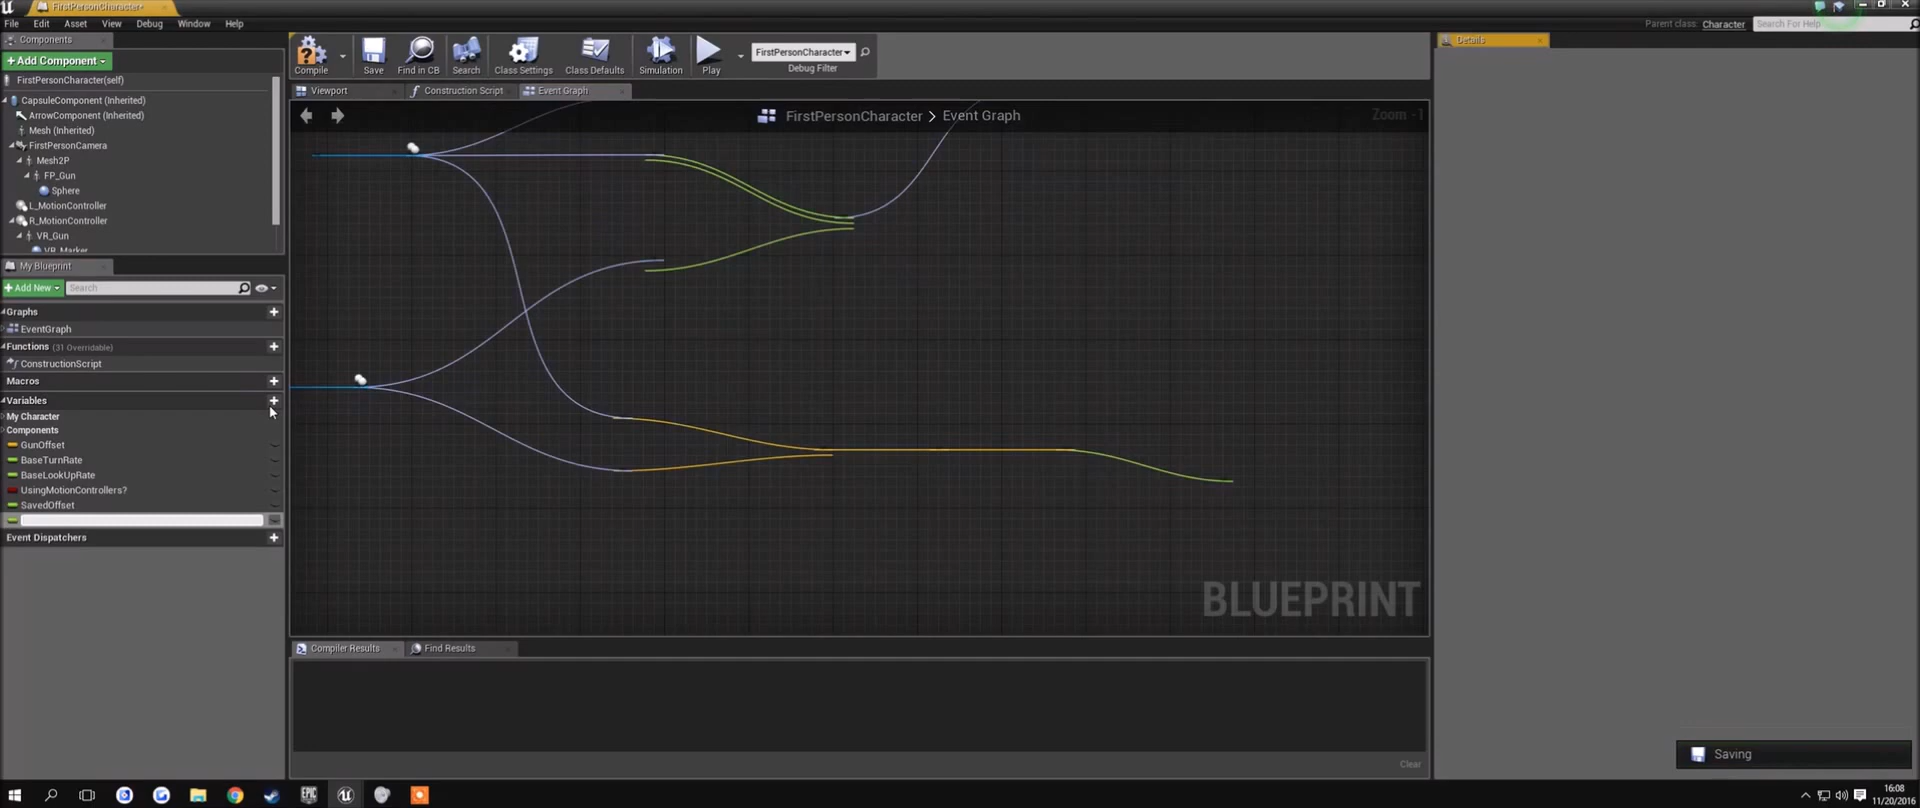 FirstPersonCharacter*
File Edit Asset View Debug Window Help
Parent class: Character Search For Help
Components
+Add Component
FirstPersonCharacter(self)
CapsuleComponent (Inherited)
ArrowComponent (Inherited)
Mesh (Inherited)
FirstPersonCamera
Mesh2P
FP_Gun
Sphere
L_MotionController
R_MotionController
VR_Gun
VR_Marker
Compile Save Find in CB Search Class Settings Class Defaults Simulation Play
FirstPersonCharacter
Debug Filter
Viewport Construction Script Event Graph
FirstPersonCharacter > Event Graph
Zoom -1
My Blueprint
+Add New Search
Graphs
EventGraph
Functions (31 Overridable)
ConstructionScript
Macros
Variables
My Character
Components
GunOffset
BaseTurnRate
BaseLookUpRate
UsingMotionControllers?
SavedOffset
Event Dispatchers
BLUEPRINT
Compiler Results Find Results
Clear
Details
Saving
EPIC
16:08
11/20/2016